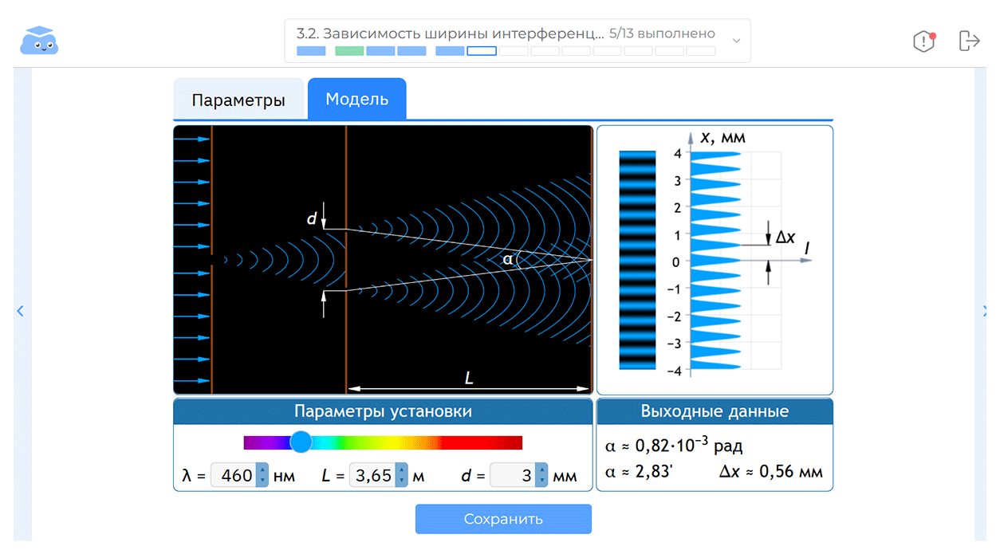 3.2. Зависимость ширины интерференц... 5/13 выполнено
Параметры
Модель
d
α
L
x, мм
4
3
2
1
0
−1
−2
−3
−4
Δx
I
Параметры установки
λ = 460 нм L = 3,65 м d = 3 мм
Выходные данные
α ≈ 0,82·10⁻³ рад
α ≈ 2,83' Δx ≈ 0,56 мм
Сохранить